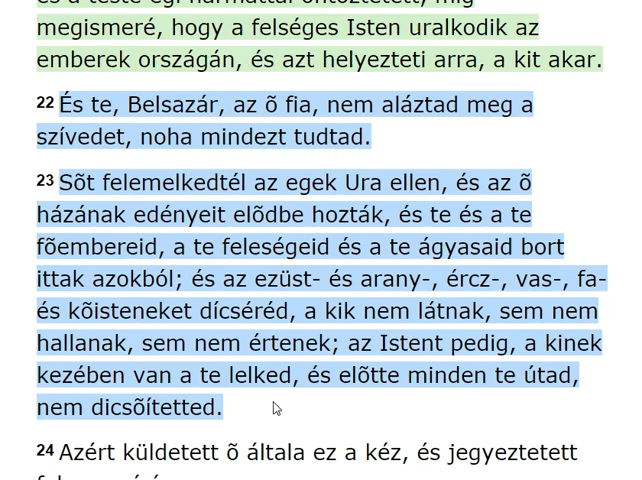 megismeré, hogy a felséges Isten uralkodik az
emberek országán, és azt helyezteti arra, a kit akar.
22 És te, Belsazár, az õ fia, nem aláztad meg a
szívedet, noha mindezt tudtad.
23 Sõt felemelkedtél az egek Ura ellen, és az õ
házának edényeit elõdbe hozták, és te és a te
fõembereid, a te feleségeid és a te ágyasaid bort
ittak azokból; és az ezüst- és arany-, ércz-, vas-, fa-
és kõisteneket dícséréd, a kik nem látnak, sem nem
hallanak, sem nem értenek; az Istent pedig, a kinek
kezében van a te lelked, és elõtte minden te útad,
nem dicsõítetted.
24 Azért küldetett õ általa ez a kéz, és jegyeztetett